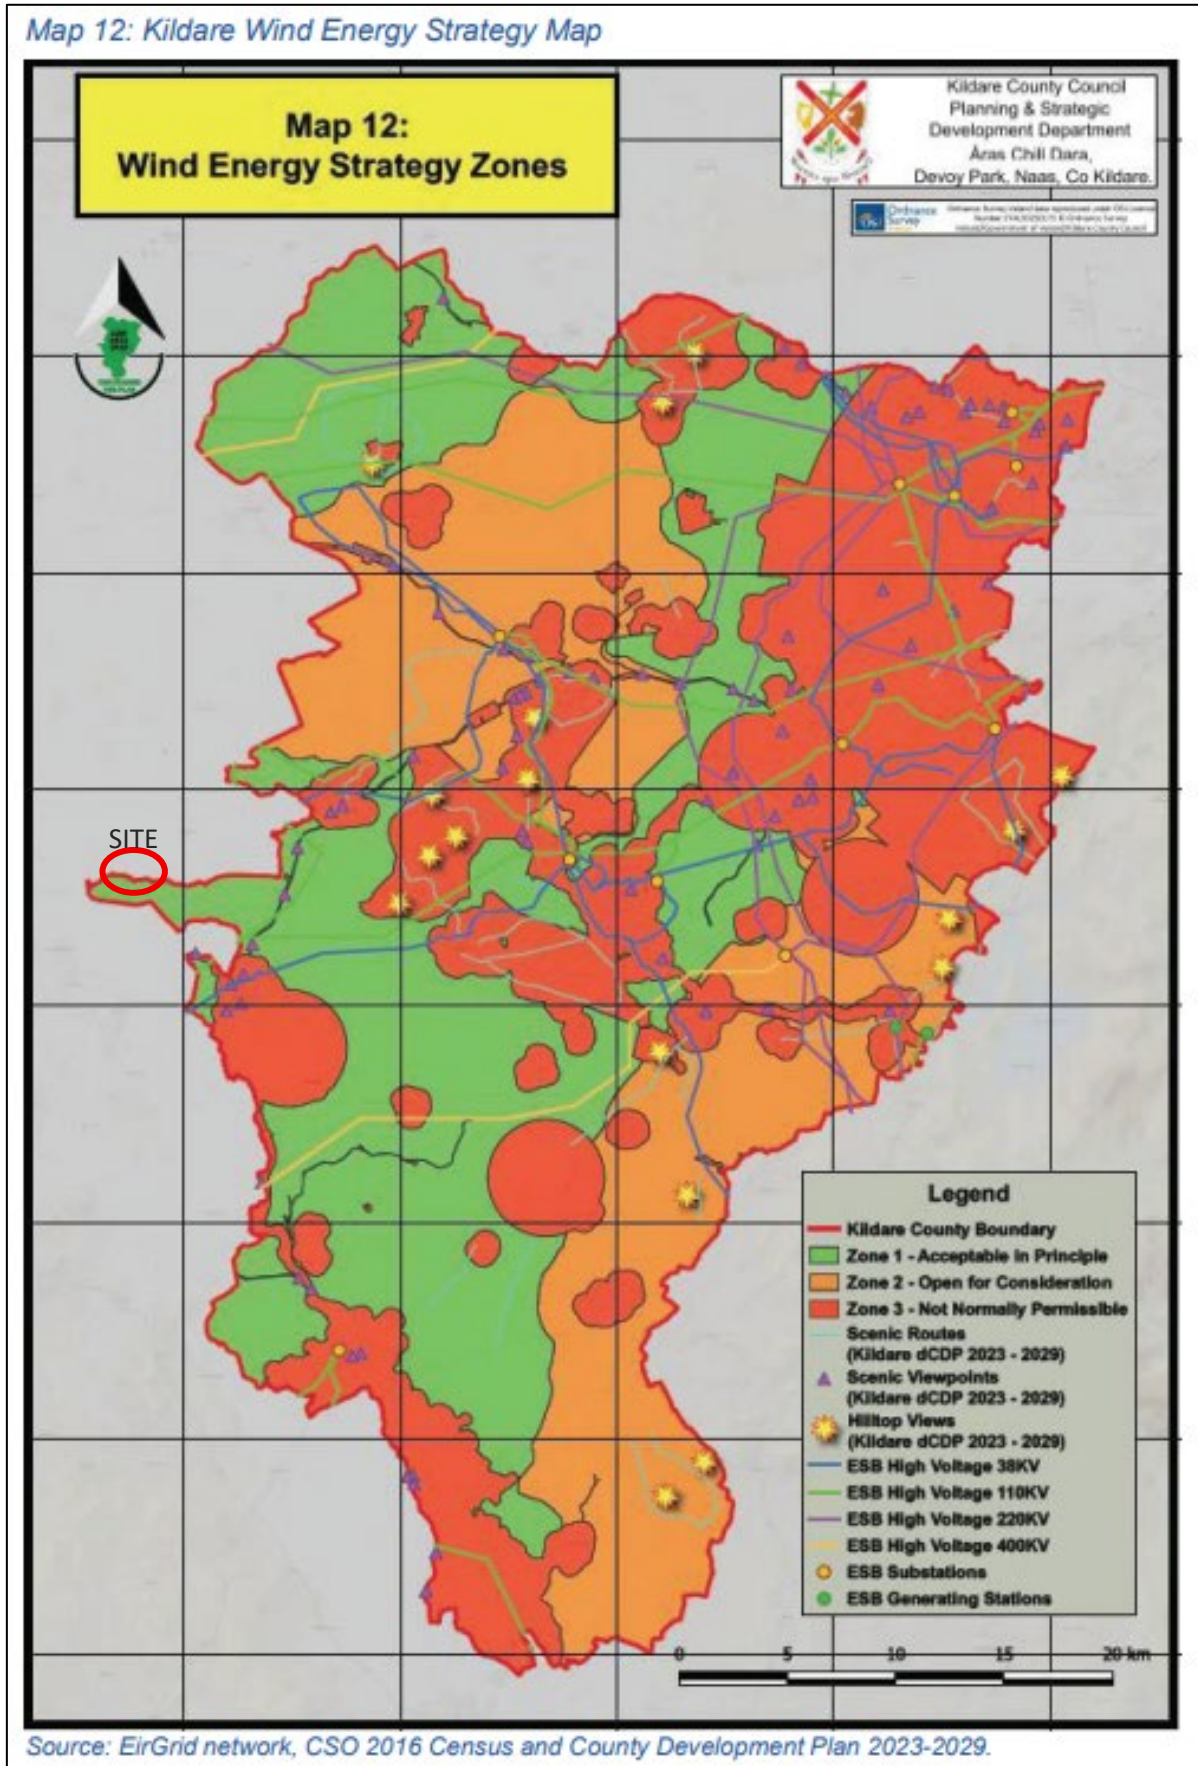 Map 12: Kildare Wind Energy Strategy Map
Map 12:
Wind Energy Strategy Zones
Kildare County Council
Planning & Strategic
Development Department
Áras Chill Dara,
Devoy Park, Naas, Co Kildare.
Ordnance
Survey
SITE
Legend
Kildare County Boundary
Zone 1 - Acceptable in Principle
Zone 2 - Open for Consideration
Zone 3 - Not Normally Permissible
Scenic Routes
(Kildare dCDP 2023 - 2029)
Scenic Viewpoints
(Kildare dCDP 2023 - 2029)
Hilltop Views
(Kildare dCDP 2023 - 2029)
ESB High Voltage 38KV
ESB High Voltage 110KV
ESB High Voltage 220KV
ESB High Voltage 400KV
ESB Substations
ESB Generating Stations
0 5 10 15 20 km
Source: EirGrid network, CSO 2016 Census and County Development Plan 2023-2029.